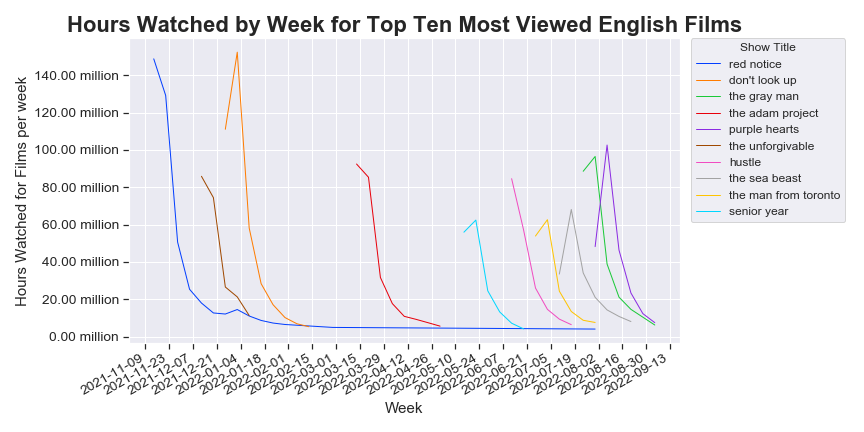 Hours Watched by Week for Top Ten Most Viewed English Films
Hours Watched for Films per week
140.00 million
120.00 million
100.00 million
80.00 million
60.00 million
40.00 million
20.00 million
0.00 million
2021-11-09
2021-11-23
2021-12-07
2021-12-21
2022-01-04
2022-01-18
2022-02-01
2022-02-15
2022-03-01
2022-03-15
2022-03-29
2022-04-12
2022-04-26
2022-05-10
2022-05-24
2022-06-07
2022-06-21
2022-07-05
2022-07-19
2022-08-02
2022-08-16
2022-08-30
2022-09-13
Week
Show Title
red notice
don't look up
the gray man
the adam project
purple hearts
the unforgivable
hustle
the sea beast
the man from toronto
senior year